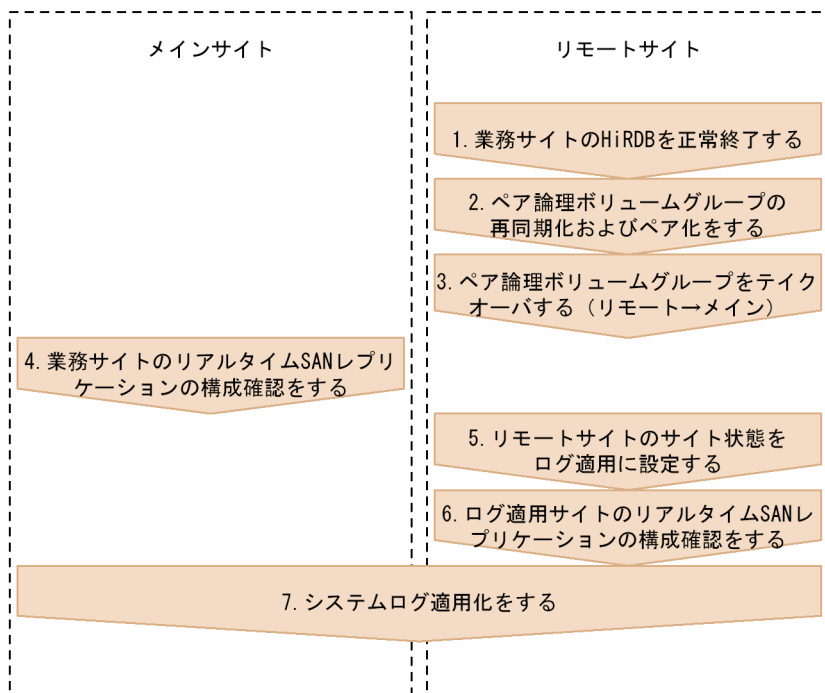 メインサイト
リモートサイト
1.業務サイトのHiRDBを正常終了する
2.ペア論理ボリュームグループの
再同期化およびペア化をする
3.ペア論理ボリュームグループをテイク
オーバする（リモート→メイン）
4.業務サイトのリアルタイムSANレプリ
ケーションの構成確認をする
5.リモートサイトのサイト状態を
ログ適用に設定する
6.ログ適用サイトのリアルタイムSANレ
プリケーションの構成確認をする
7.システムログ適用化をする